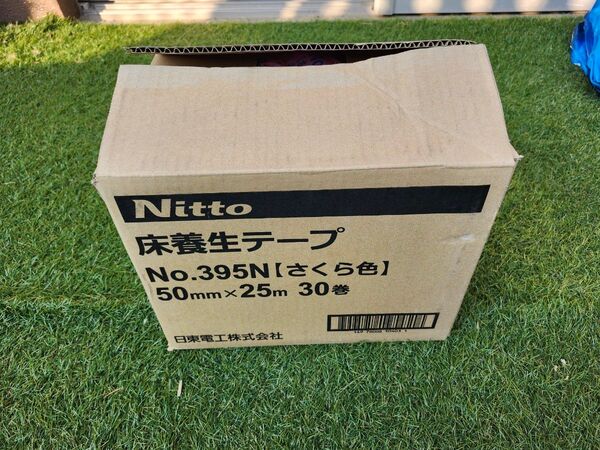 Nitto
床養生テープ
No.395N【さくら色】
50mm×25m 30巻
日東電工株式会社